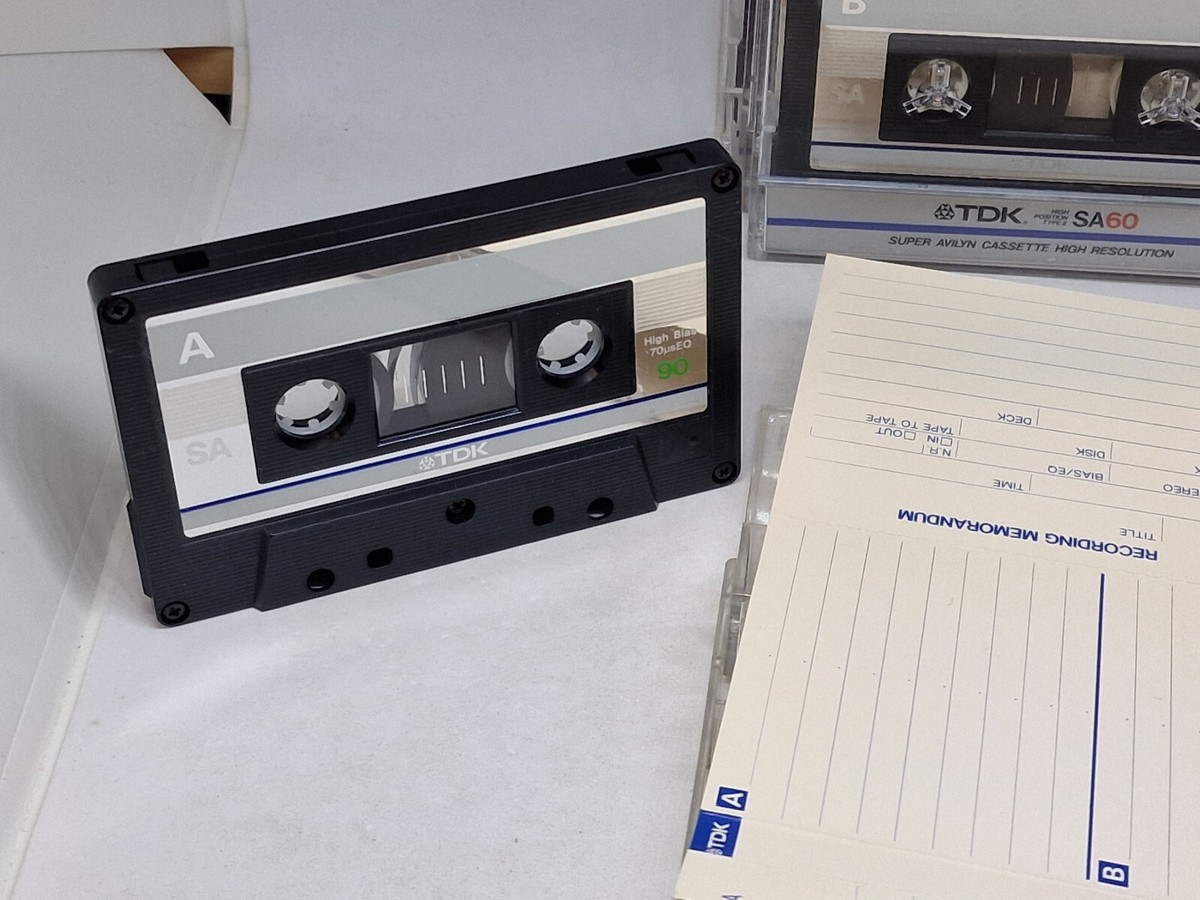 A
High Bias
70µsEQ
90
SA
TDK
B
SA
TDK
TDK HIGH POSITION TYPE II SA60
SUPER AVILYN CASSETTE HIGH RESOLUTION
RECORDING MEMORANDUM
TITLE
TIME
BIAS/EQ
N.R.
DISK
IN OUT
DECK
TAPE TO TAPE
TDK
A
B